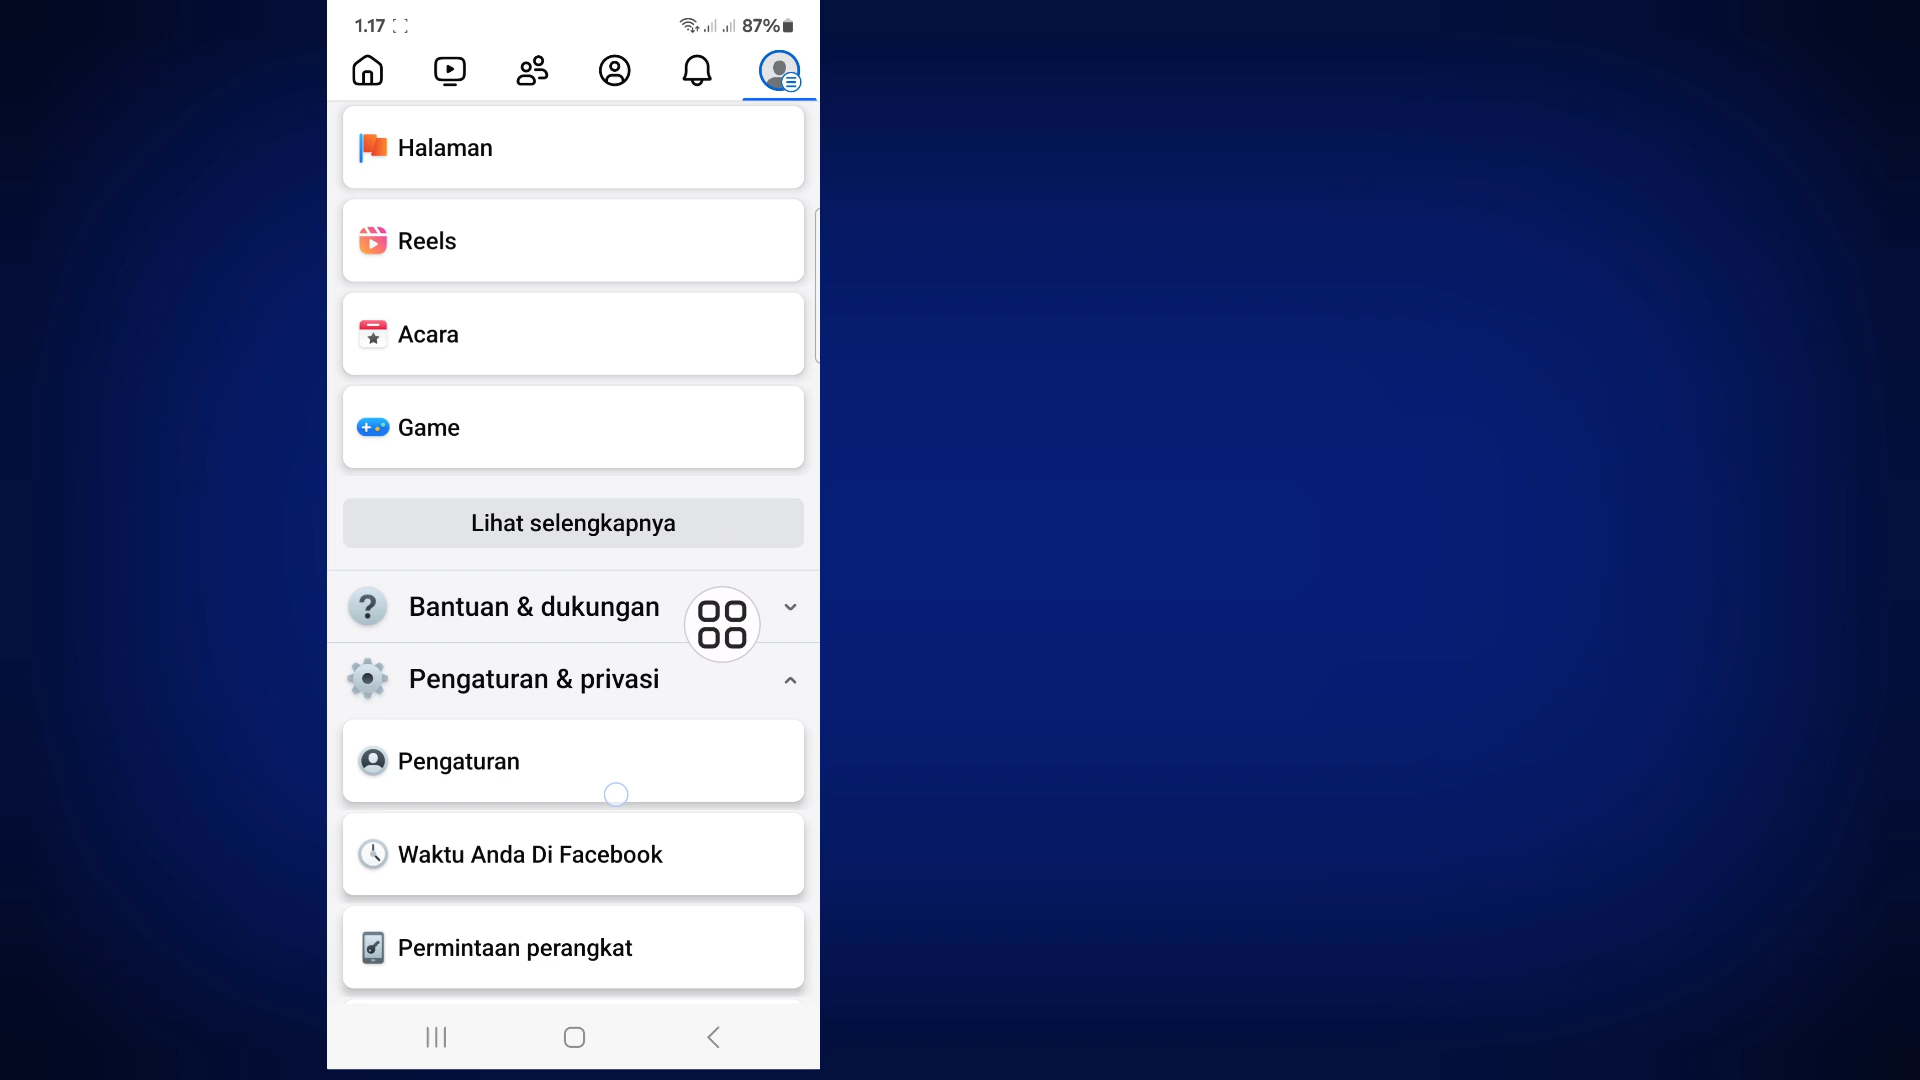 1.17 87%
Halaman
Reels
Acara
Game
Lihat selengkapnya
Bantuan & dukungan
Pengaturan & privasi
Pengaturan
Waktu Anda Di Facebook
Permintaan perangkat